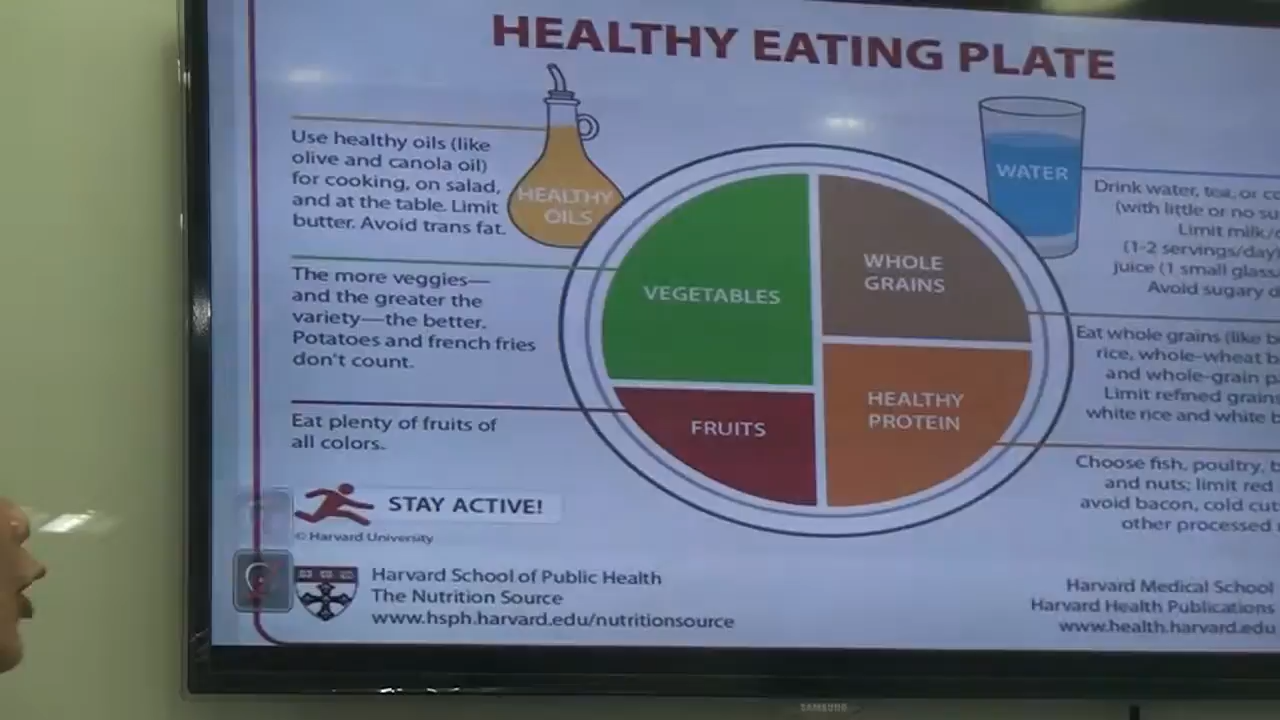 HEALTHY EATING PLATE
Use healthy oils (like
olive and canola oil)
for cooking, on salad,
and at the table. Limit
butter. Avoid trans fat.
HEALTHY
OILS
The more veggies—
and the greater the
variety—the better.
Potatoes and french fries
don't count.
Eat plenty of fruits of
all colors.
VEGETABLES
FRUITS
WHOLE
GRAINS
HEALTHY
PROTEIN
WATER
Drink water, tea, or
(with little or no
Limit
(1-2 servings/day)
juice (1 small
Avoid sugary
Eat whole grains (like
rice, whole-wheat
and whole-grain
Limit refined
white rice and white
Choose fish, poultry,
and nuts; limit red
avoid bacon, cold
other processed
STAY ACTIVE!
© Harvard University
Harvard School of Public Health
The Nutrition Source
www.hsph.harvard.edu/nutritionsource
Harvard Medical School
Harvard Health Publications
www.health.harvard.edu
SAMSUNG